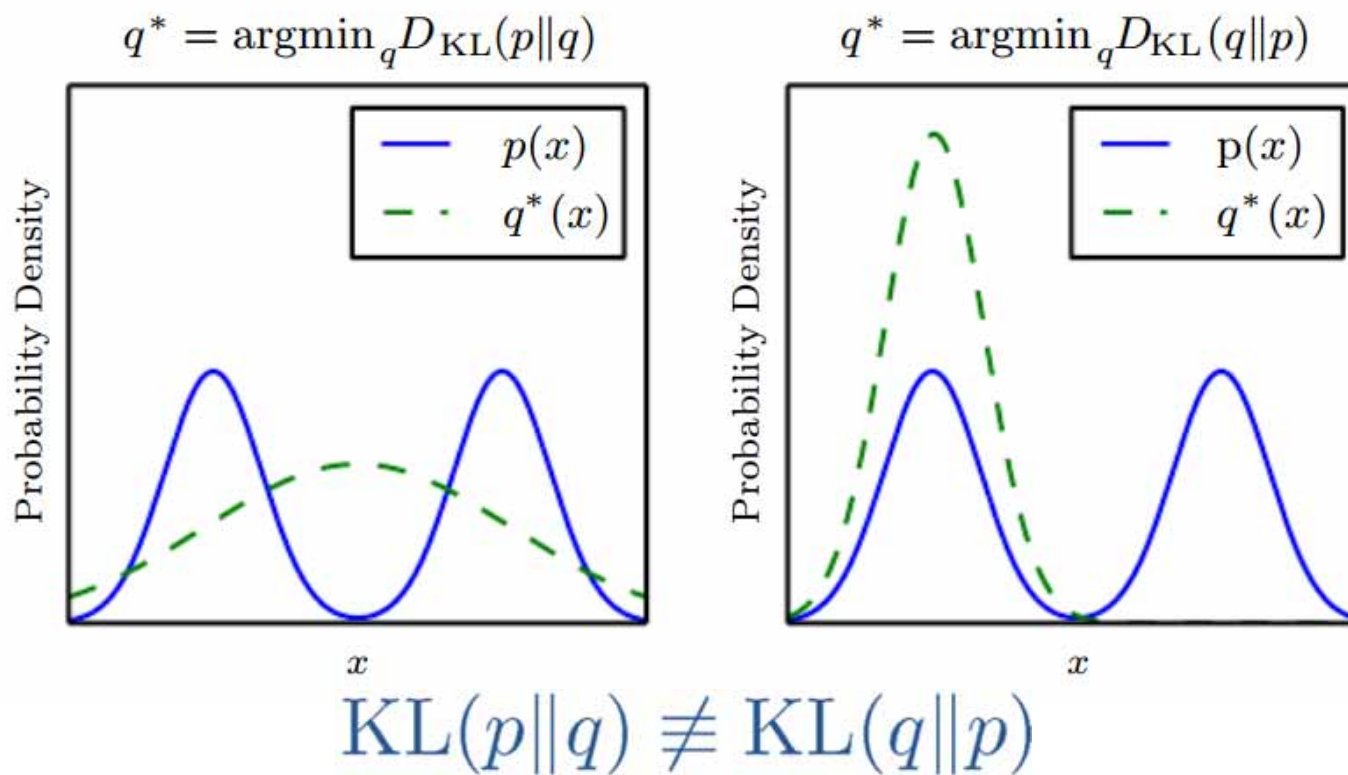 q* = argmin_q D_KL(p‖q)
q* = argmin_q D_KL(q‖p)
Probability Density
p(x)
q*(x)
x
Probability Density
p(x)
q*(x)
x
KL(p‖q) ≢ KL(q‖p)